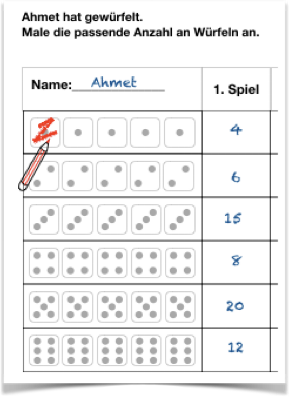 Ahmet hat gewürfelt.
Male die passende Anzahl an Würfeln an.
Name: Ahmet 1. Spiel
4
6
15
8
20
12